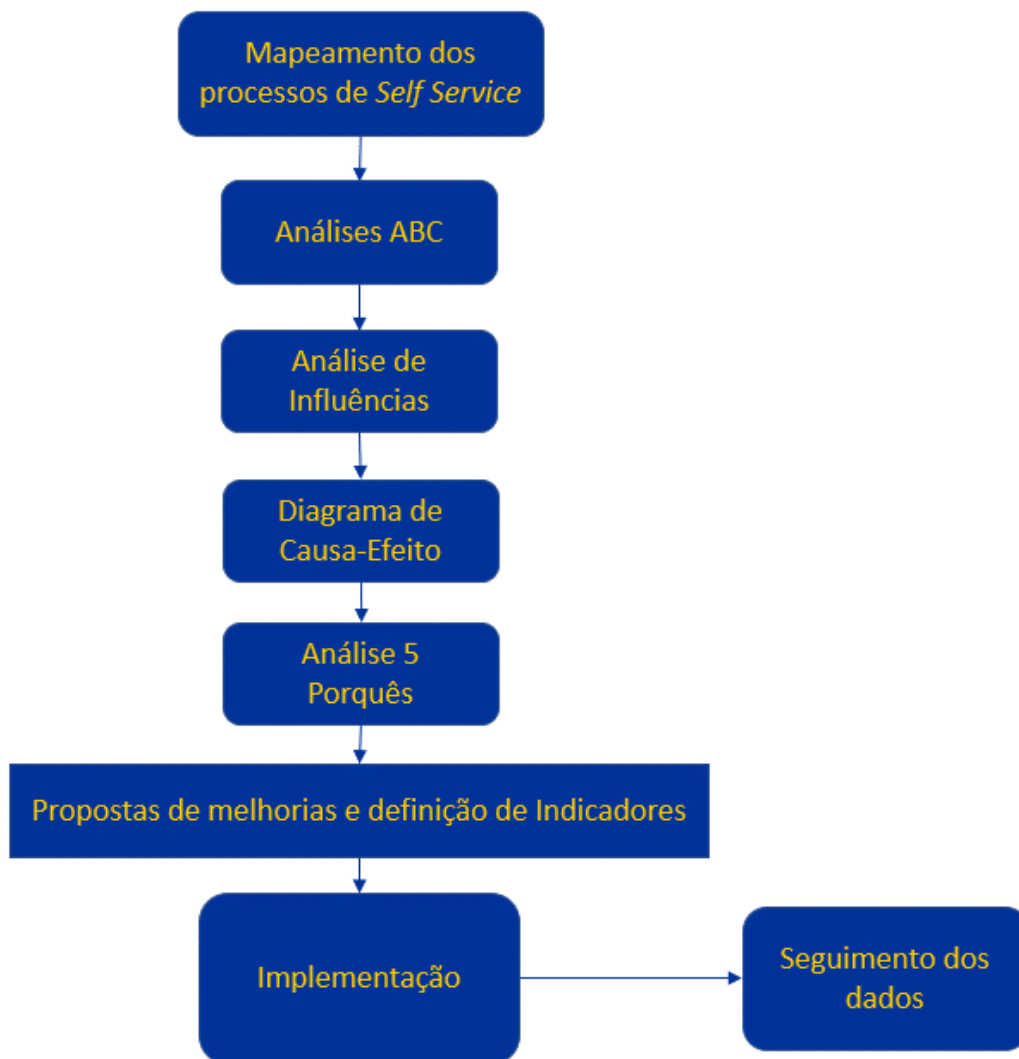 Mapeamento dos
processos de Self Service
Análises ABC
Análise de
Influências
Diagrama de
Causa-Efeito
Análise 5
Porquês
Propostas de melhorias e definição de Indicadores
Implementação
Seguimento dos
dados